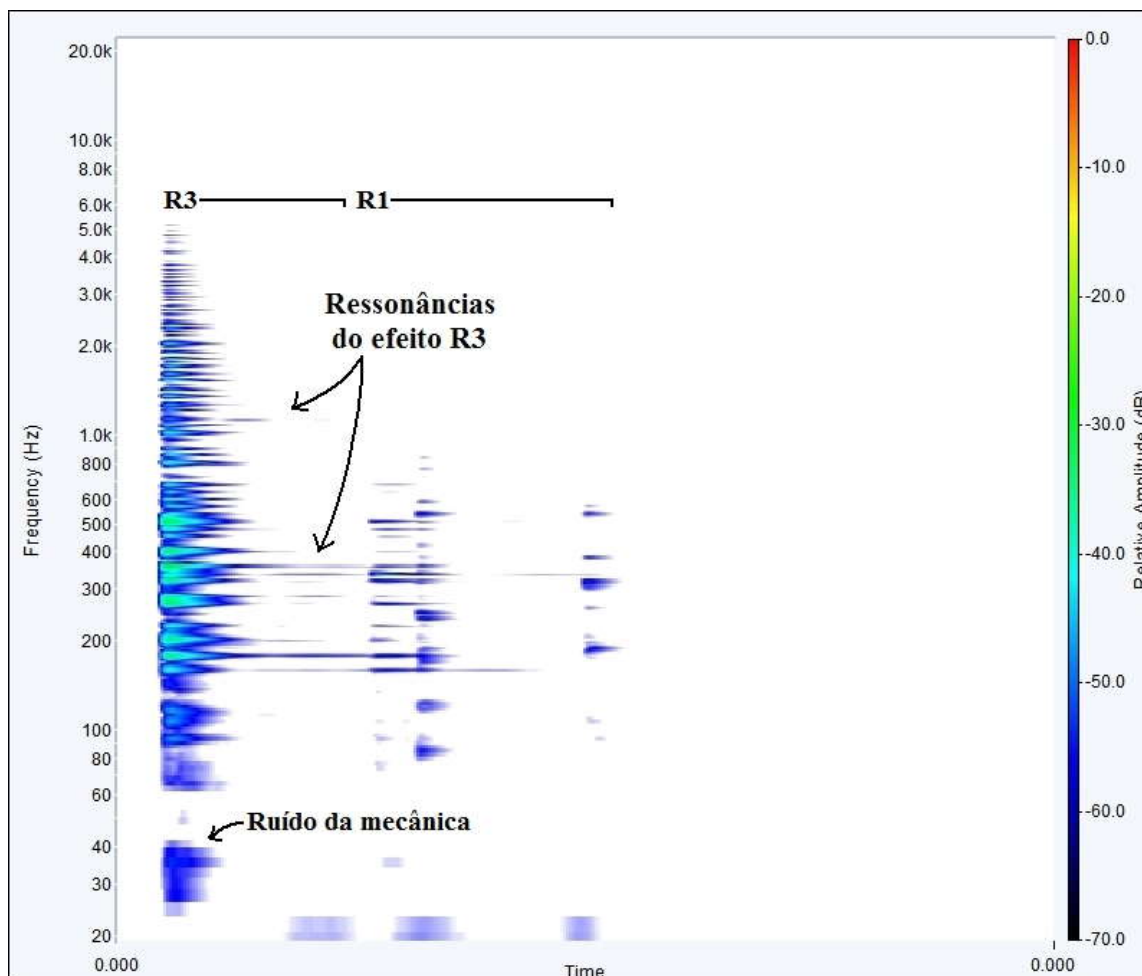 20.0k
10.0k
8.0k
6.0k
5.0k
4.0k
3.0k
2.0k
1.0k
800
600
500
400
300
200
100
80
60
40
30
20
Frequency (Hz)
R3
R1
Ressonâncias
do efeito R3
Ruído da mecânica
0.000
Time
0.000
0.0
-10.0
-20.0
-30.0
-40.0
-50.0
-60.0
-70.0
Relative Amplitude (dB)